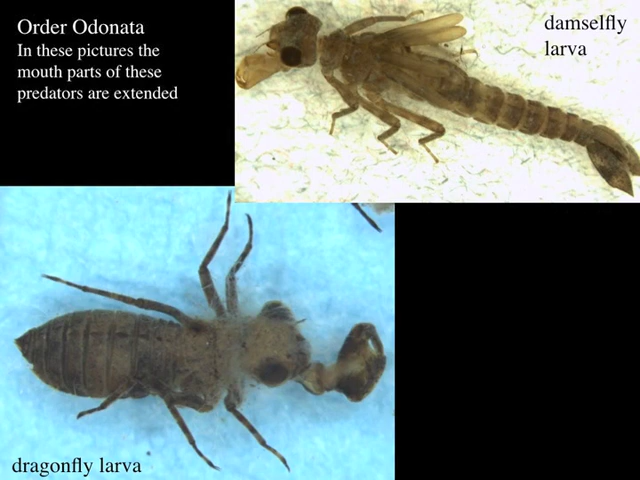 Order Odonata
In these pictures the
mouth parts of these
predators are extended
damselfly
larva
dragonfly larva